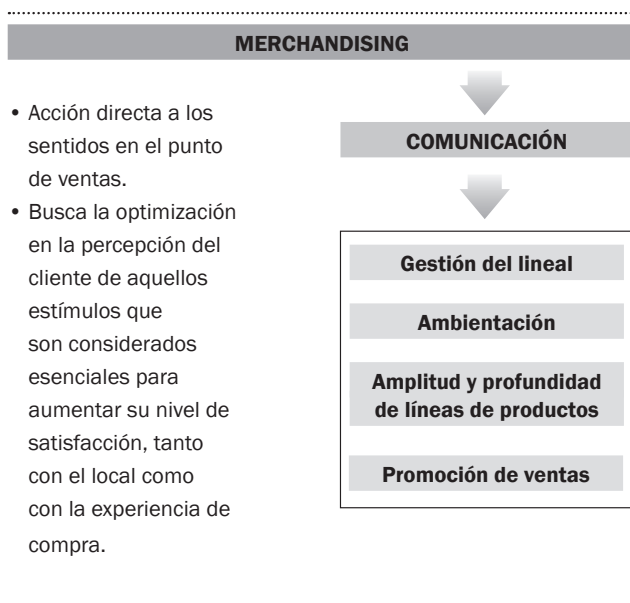 MERCHANDISING
• Acción directa a los
sentidos en el punto
de ventas.
• Busca la optimización
en la percepción del
cliente de aquellos
estímulos que
son considerados
esenciales para
aumentar su nivel de
satisfacción, tanto
con el local como
con la experiencia de
compra.
COMUNICACIÓN
Gestión del lineal
Ambientación
Amplitud y profundidad
de líneas de productos
Promoción de ventas